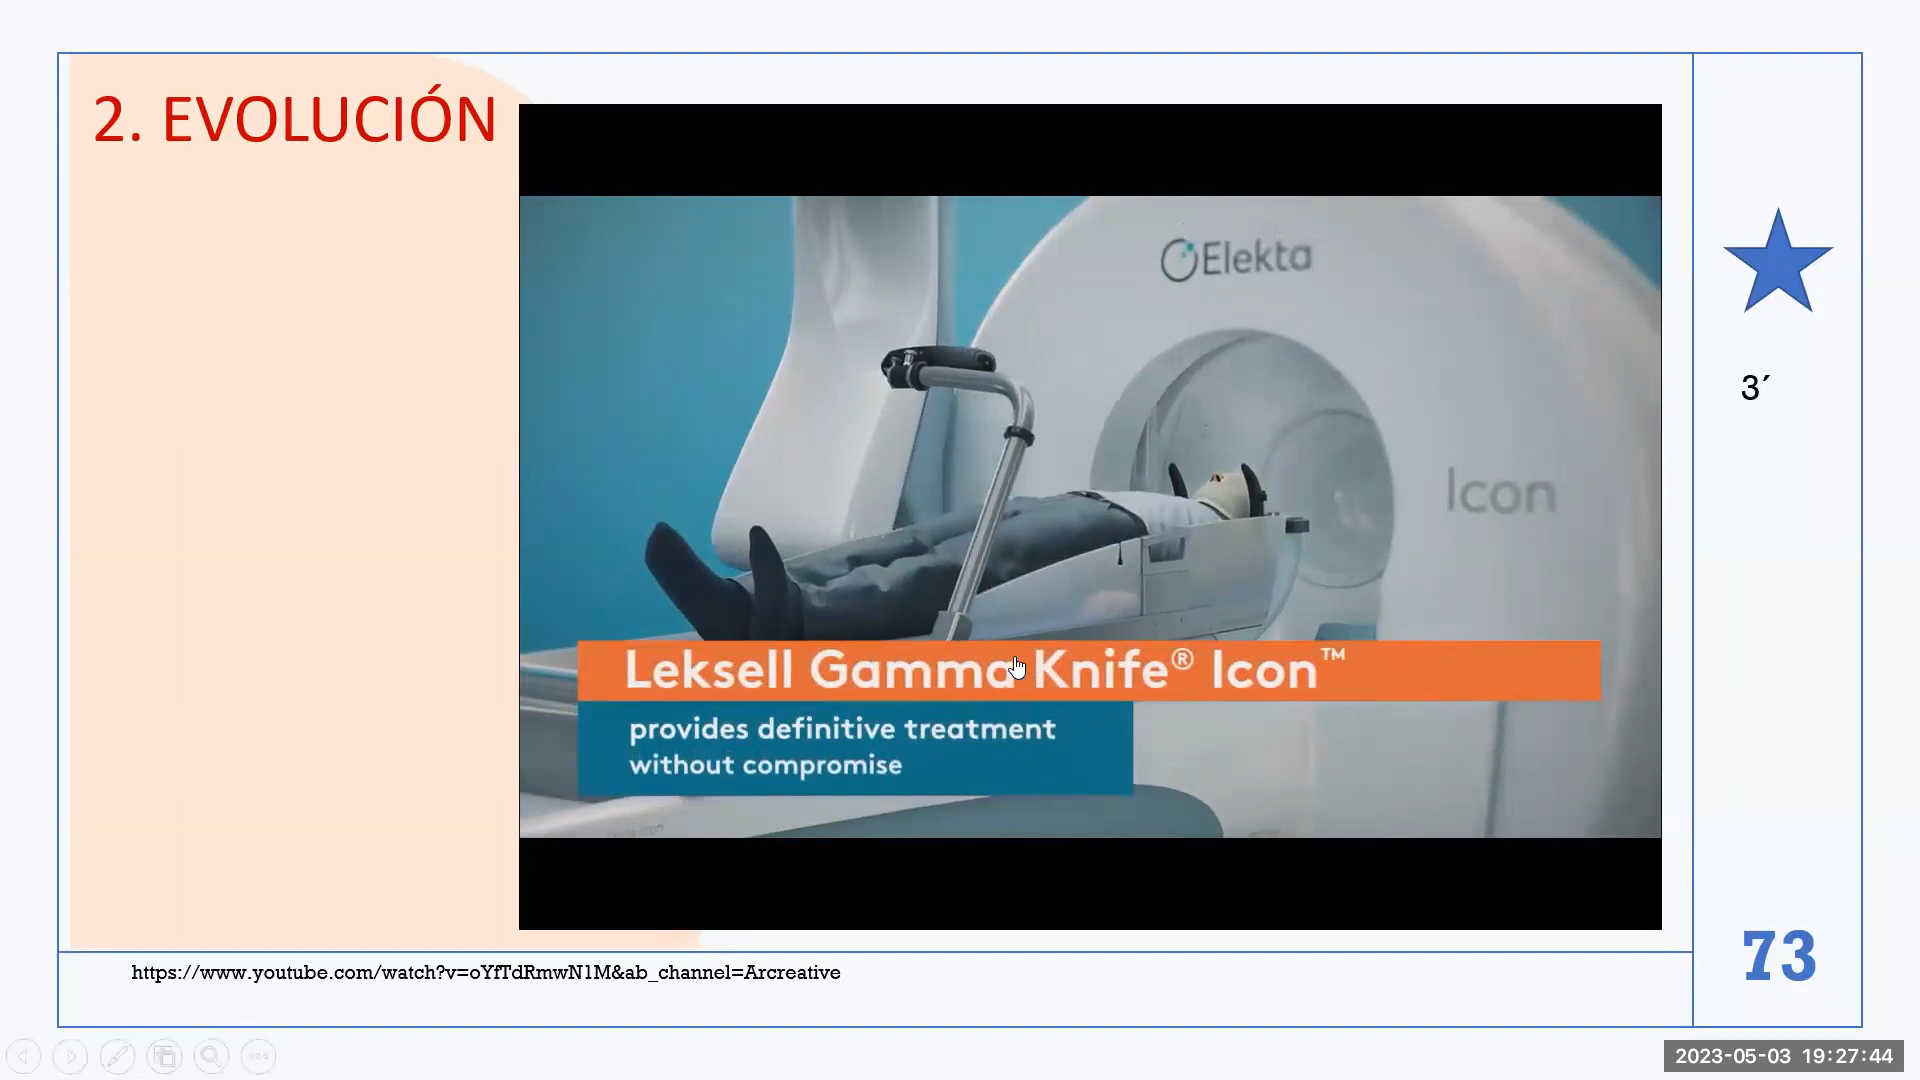 2. EVOLUCIÓN
Elekta
Icon
Leksell Gamma Knife® Icon™
provides definitive treatment
without compromise
3´
73
https://www.youtube.com/watch?v=oYfTdRmwN1M&ab_channel=Arcreative
2023-05-03 19:27:44